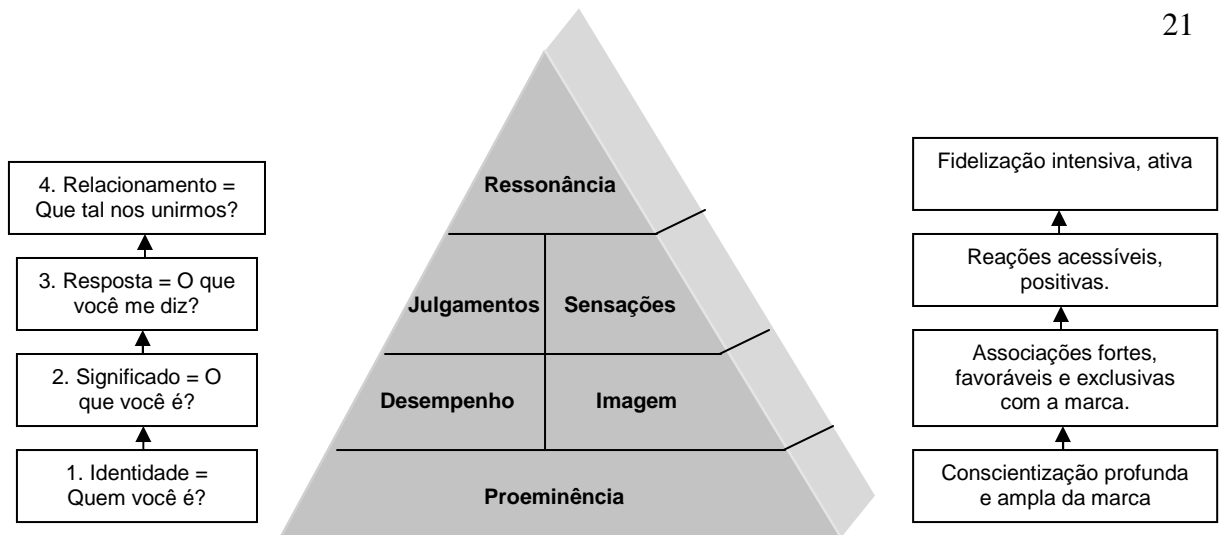 21
4. Relacionamento =
Que tal nos unirmos?
3. Resposta = O que
você me diz?
2. Significado = O
que você é?
1. Identidade =
Quem você é?
Ressonância
Julgamentos
Sensações
Desempenho
Imagem
Proeminência
Fidelização intensiva, ativa
Reações acessíveis,
positivas.
Associações fortes,
favoráveis e exclusivas
com a marca.
Conscientização profunda
e ampla da marca